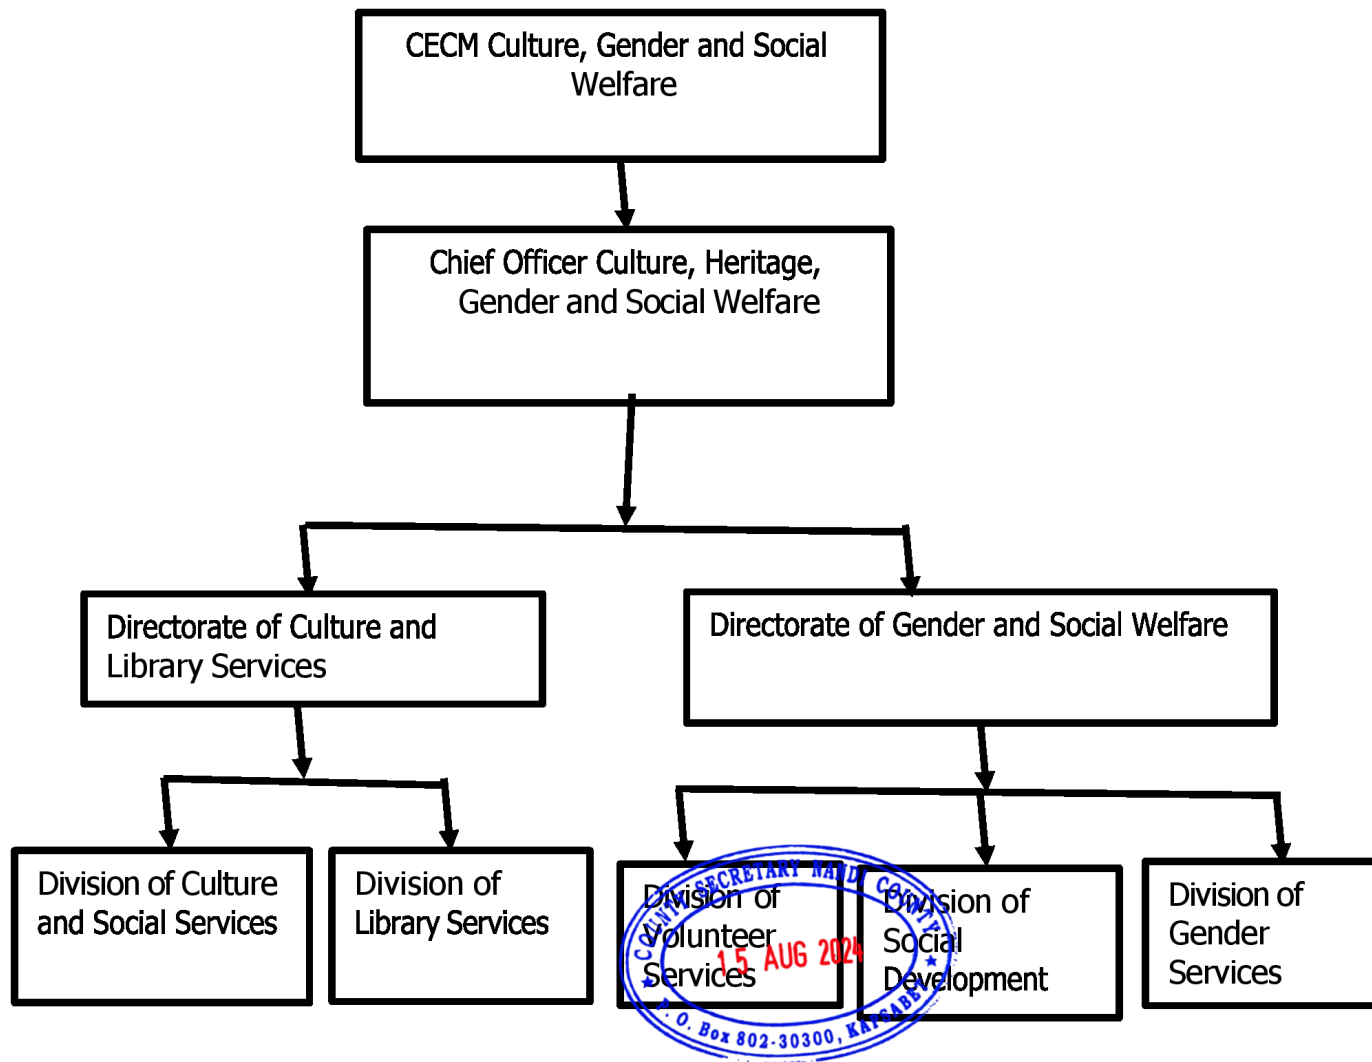 CECM Culture, Gender and Social
Welfare
Chief Officer Culture, Heritage,
Gender and Social Welfare
Directorate of Culture and
Library Services
Directorate of Gender and Social Welfare
Division of Culture
and Social Services
Division of
Library Services
Division of
Volunteer
Services
Division of
Social
Development
Division of
Gender
Services
COUNTY SECRETARY NANDI COUNTY
15 AUG 2024
P. O. Box 802-30300, KAPSABET